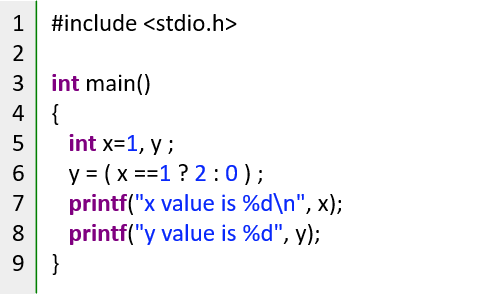 1 #include <stdio.h>
2
3 int main()
4 {
5 int x=1, y ;
6 y = ( x ==1 ? 2 : 0 ) ;
7 printf("x value is %d\n", x);
8 printf("y value is %d", y);
9 }